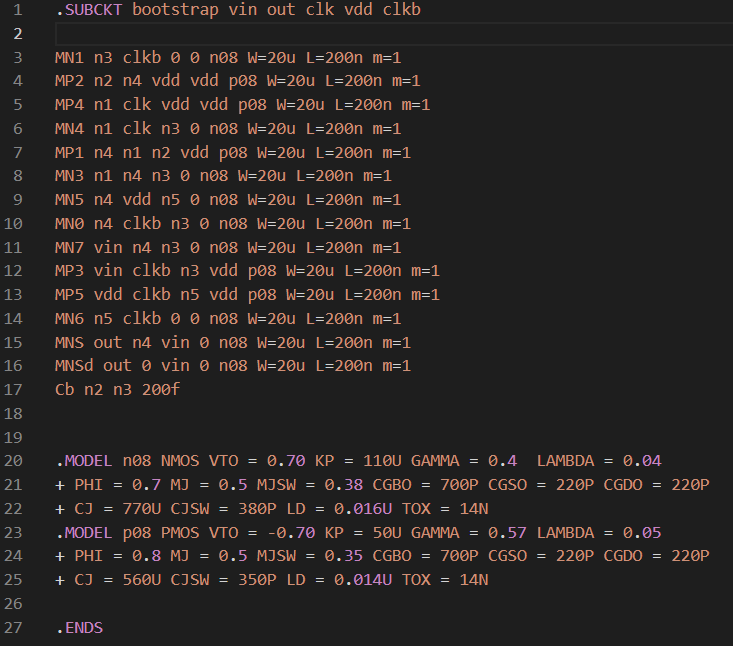 1 .SUBCKT bootstrap vin out clk vdd clkb
2
3 MN1 n3 clkb 0 0 n08 W=20u L=200n m=1
4 MP2 n2 n4 vdd vdd p08 W=20u L=200n m=1
5 MP4 n1 clk vdd vdd p08 W=20u L=200n m=1
6 MN4 n1 clk n3 0 n08 W=20u L=200n m=1
7 MP1 n4 n1 n2 vdd p08 W=20u L=200n m=1
8 MN3 n1 n4 n3 0 n08 W=20u L=200n m=1
9 MN5 n4 vdd n5 0 n08 W=20u L=200n m=1
10 MN0 n4 clkb n3 0 n08 W=20u L=200n m=1
11 MN7 vin n4 n3 0 n08 W=20u L=200n m=1
12 MP3 vin clkb n3 vdd p08 W=20u L=200n m=1
13 MP5 vdd clkb n5 vdd p08 W=20u L=200n m=1
14 MN6 n5 clkb 0 0 n08 W=20u L=200n m=1
15 MNS out n4 vin 0 n08 W=20u L=200n m=1
16 MNSd out 0 vin 0 n08 W=20u L=200n m=1
17 Cb n2 n3 200f
18
19
20 .MODEL n08 NMOS VTO = 0.70 KP = 110U GAMMA = 0.4  LAMBDA = 0.04
21 + PHI = 0.7 MJ = 0.5 MJSW = 0.38 CGBO = 700P CGSO = 220P CGDO = 220P
22 + CJ = 770U CJSW = 380P LD = 0.016U TOX = 14N
23 .MODEL p08 PMOS VTO = -0.70 KP = 50U GAMMA = 0.57 LAMBDA = 0.05
24 + PHI = 0.8 MJ = 0.5 MJSW = 0.35 CGBO = 700P CGSO = 220P CGDO = 220P
25 + CJ = 560U CJSW = 350P LD = 0.014U TOX = 14N
26
27 .ENDS